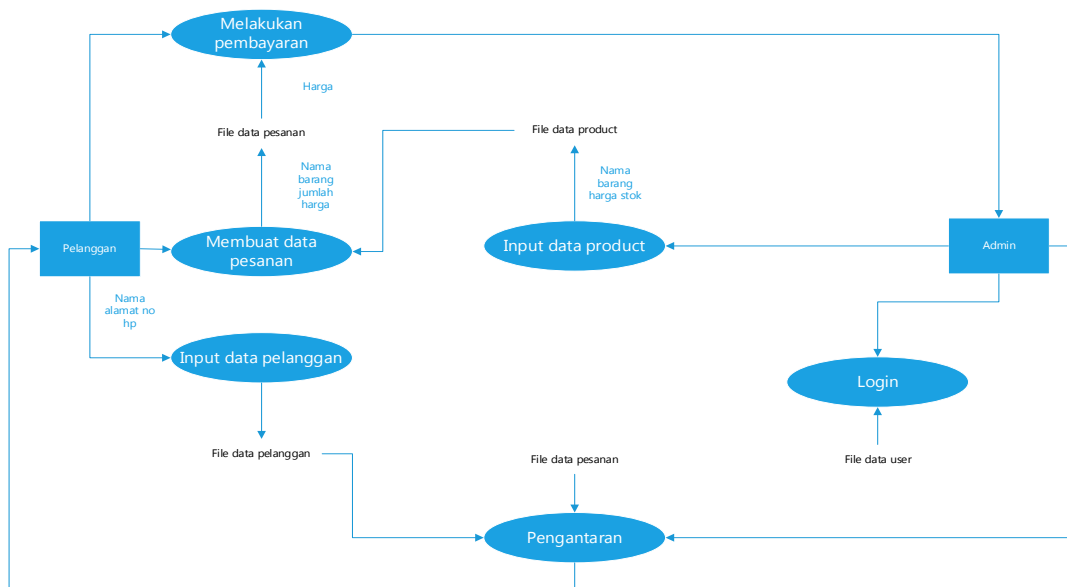 Melakukan
pembayaran
Harga
File data pesanan
File data product
Nama
barang
jumlah
harga
Nama
barang
harga stok
Pelanggan
Membuat data
pesanan
Input data product
Admin
Nama
alamat no
hp
Input data pelanggan
Login
File data pelanggan
File data pesanan
File data user
Pengantaran